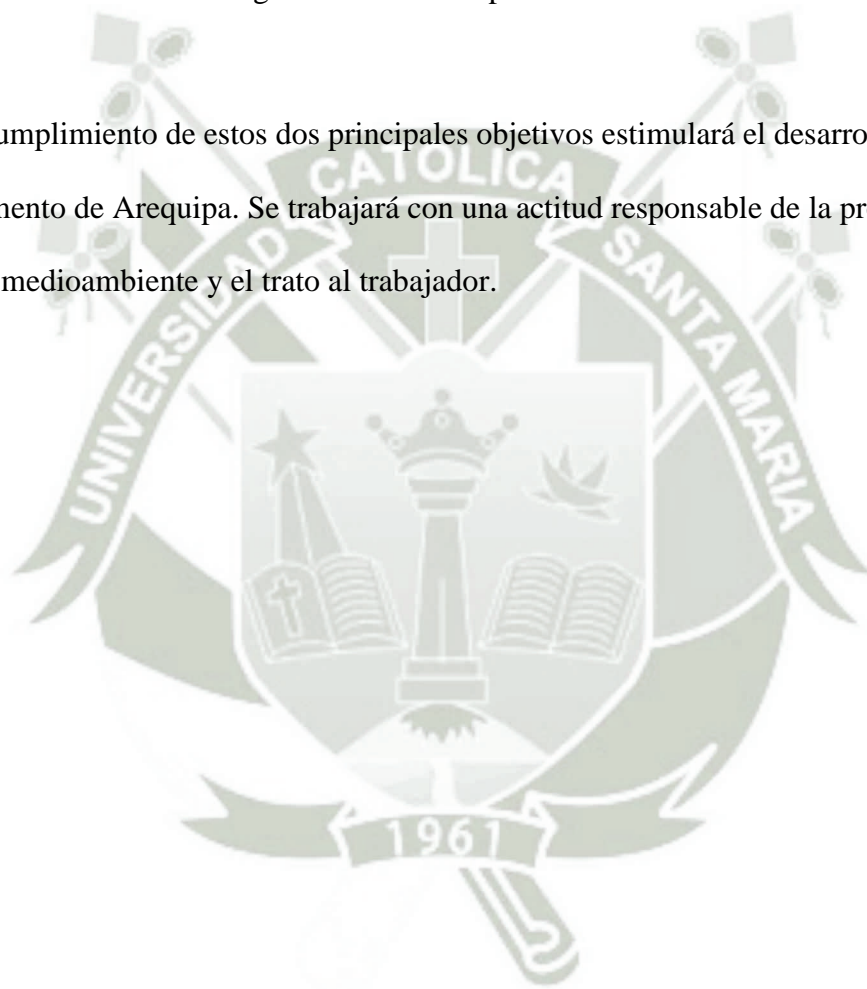 umplimiento de estos dos principales objetivos estimulará el desarro
mento de Arequipa. Se trabajará con una actitud responsable de la pr
medioambiente y el trato al trabajador.
UNIVERSIDAD CATOLICA SANTA MARIA
1961